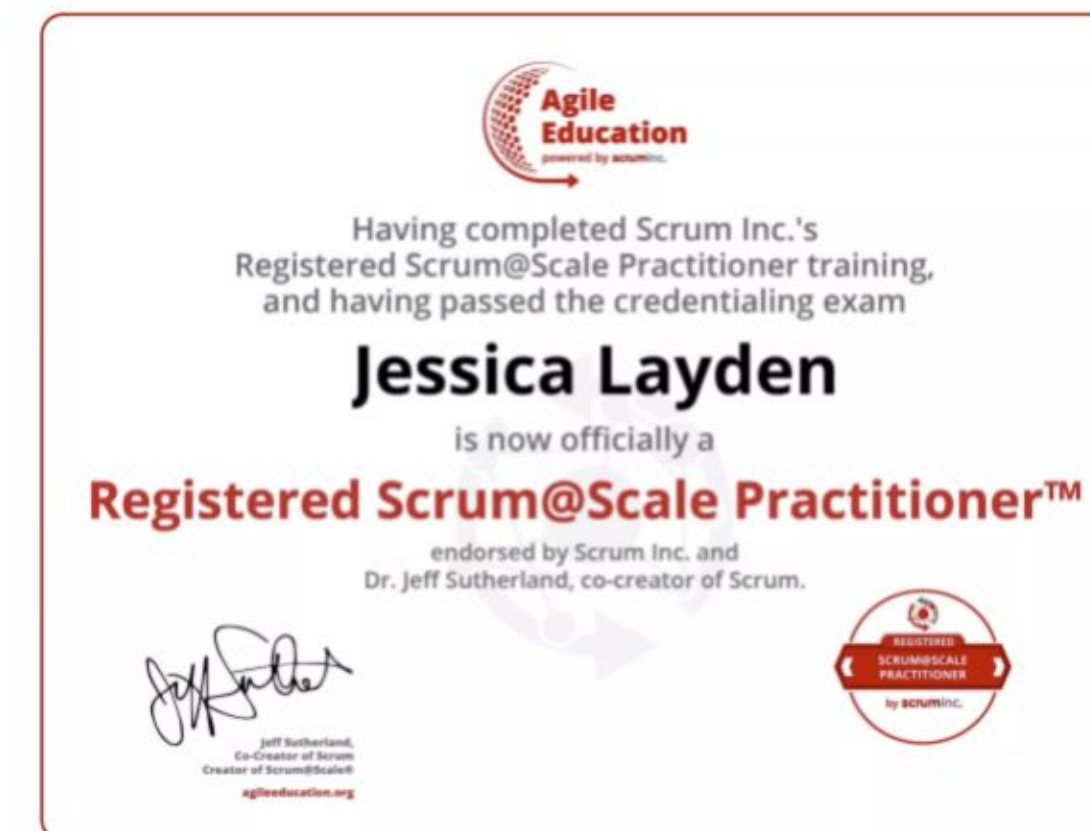 Agile
Education
powered by scruminc.
Having completed Scrum Inc.'s
Registered Scrum@Scale Practitioner training,
and having passed the credentialing exam
Jessica Layden
is now officially a
Registered Scrum@Scale Practitioner™
endorsed by Scrum Inc. and
Dr. Jeff Sutherland, co-creator of Scrum.
Jeff Sutherland,
Co-Creator of Scrum
Creator of Scrum@Scale®
agileeducation.org
REGISTERED
SCRUM@SCALE
PRACTITIONER
by scruminc.